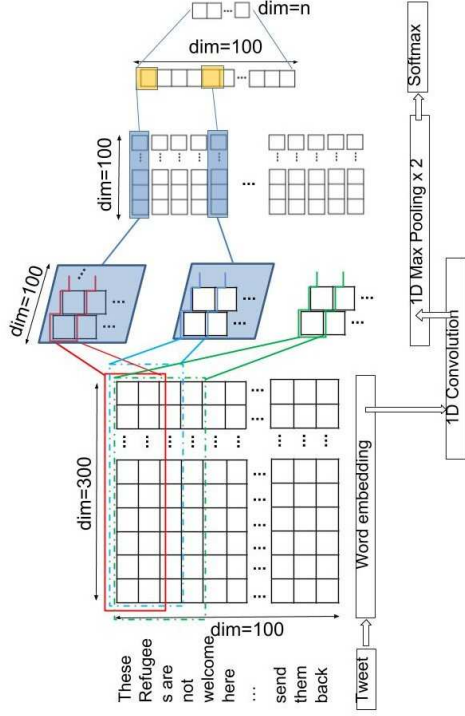 dim=n
dim=100
dim=100
dim=100
dim=300
dim=100
These
Refugee
s are
not
welcome
here
...
send
them
back
Tweet
Word embedding
1D Convolution
1D Max Pooling x 2
Softmax